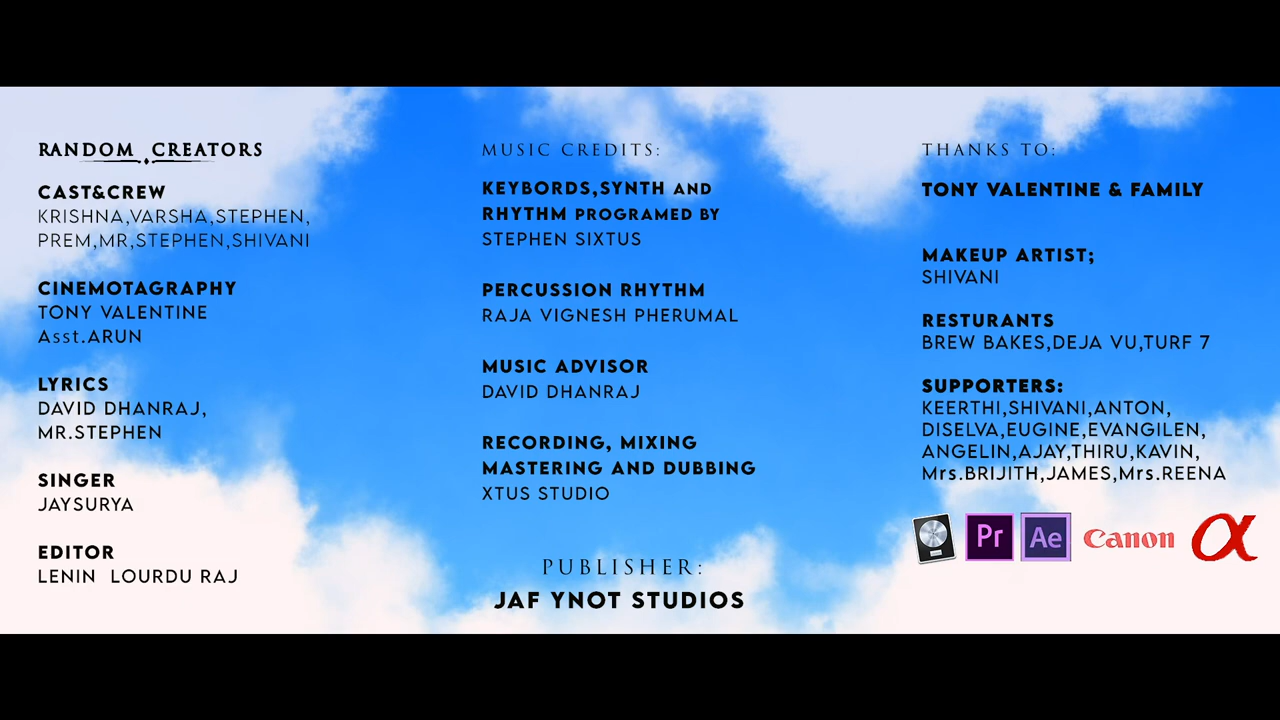 RANDOM CREATORS
CAST&CREW
KRISHNA,VARSHA,STEPHEN,
PREM,MR,STEPHEN,SHIVANI
CINEMOTAGRAPHY
TONY VALENTINE
Asst.ARUN
LYRICS
DAVID DHANRAJ,
MR.STEPHEN
SINGER
JAYSURYA
EDITOR
LENIN LOURDU RAJ
MUSIC CREDITS:
KEYBORDS,SYNTH AND
RHYTHM PROGRAMED BY
STEPHEN SIXTUS
PERCUSSION RHYTHM
RAJA VIGNESH PHERUMAL
MUSIC ADVISOR
DAVID DHANRAJ
RECORDING, MIXING
MASTERING AND DUBBING
XTUS STUDIO
PUBLISHER:
JAF YNOT STUDIOS
THANKS TO:
TONY VALENTINE & FAMILY
MAKEUP ARTIST;
SHIVANI
RESTURANTS
BREW BAKES,DEJA VU,TURF 7
SUPPORTERS:
KEERTHI,SHIVANI,ANTON,
DISELVA,EUGINE,EVANGILEN,
ANGELIN,AJAY,THIRU,KAVIN,
Mrs.BRIJITH,JAMES,Mrs.REENA
Pr Ae Canon α